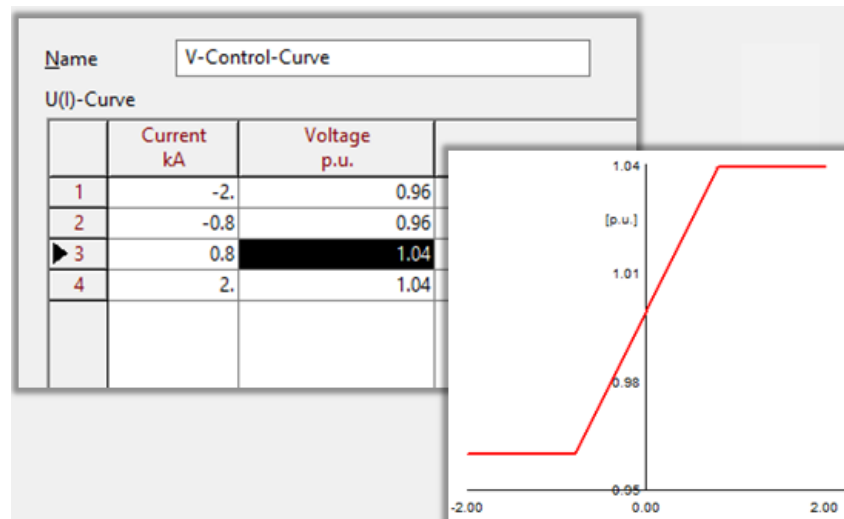 Name V-Control-Curve
U(I)-Curve
Current Voltage
kA p.u.
1 -2. 0.96
2 -0.8 0.96
3 0.8 1.04
4 2. 1.04
1.04
[p.u.]
1.01
0.98
0.95
-2.00 0.00 2.00